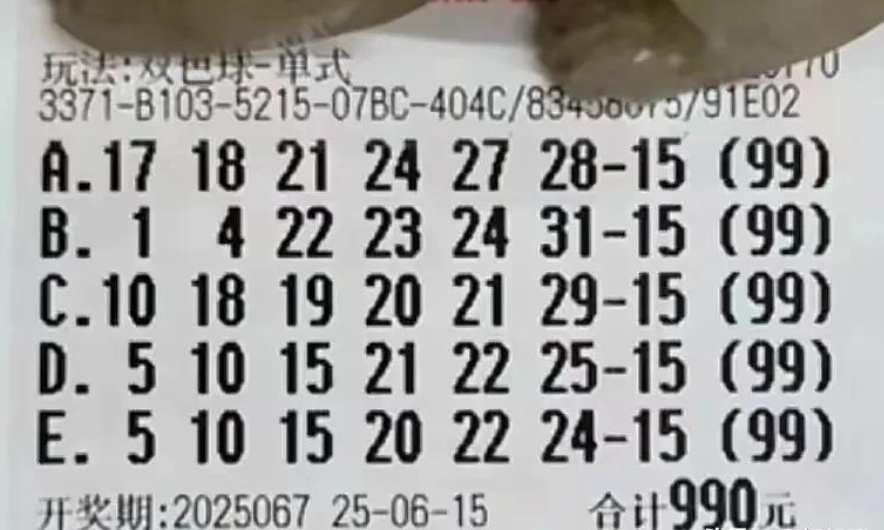 玩法:双色球-单式
3371-B103-5215-07BC-404C/83458075/91E02
A.17 18 21 24 27 28-15 (99)
B. 1 4 22 23 24 31-15 (99)
C.10 18 19 20 21 29-15 (99)
D. 5 10 15 21 22 25-15 (99)
E. 5 10 15 20 22 24-15 (99)
开奖期:2025067 25-06-15 合计990元